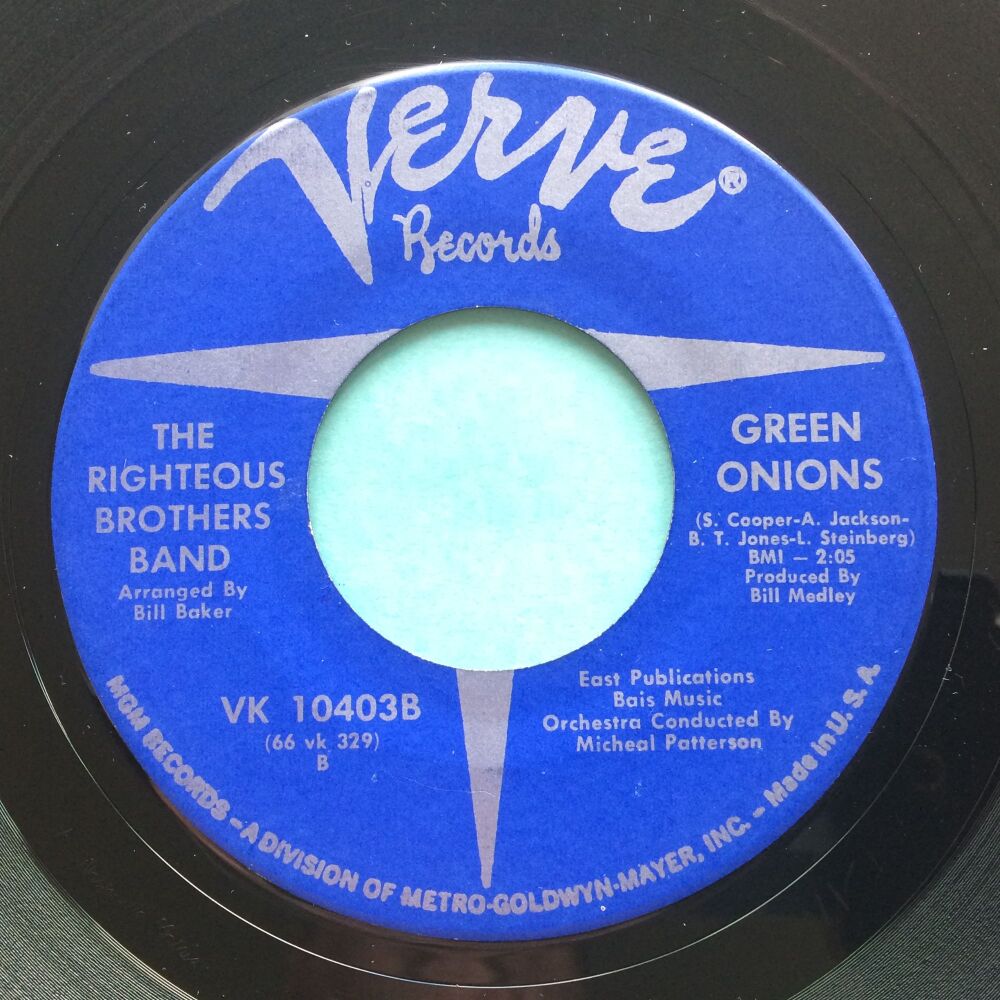 Verve®
Records
THE
RIGHTEOUS
BROTHERS
BAND
Arranged By
Bill Baker
GREEN
ONIONS
(S. Cooper-A. Jackson-
B. T. Jones-L. Steinberg)
BMI — 2:05
Produced By
Bill Medley
VK 10403B
(66 vk 329)
B
East Publications
Bais Music
Orchestra Conducted By
Micheal Patterson
MGM RECORDS – A DIVISION OF METRO-GOLDWYN-MAYER, INC. – Made in U. S. A.